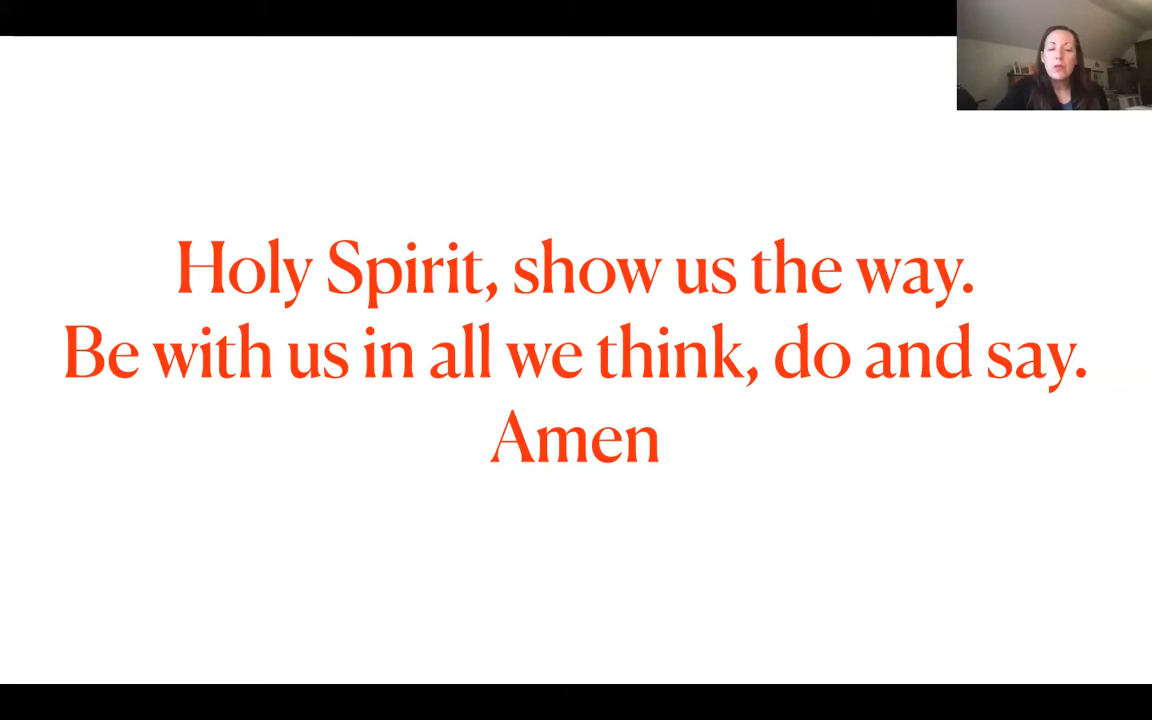 Holy Spirit, show us the way.
Be with us in all we think, do and say.
Amen